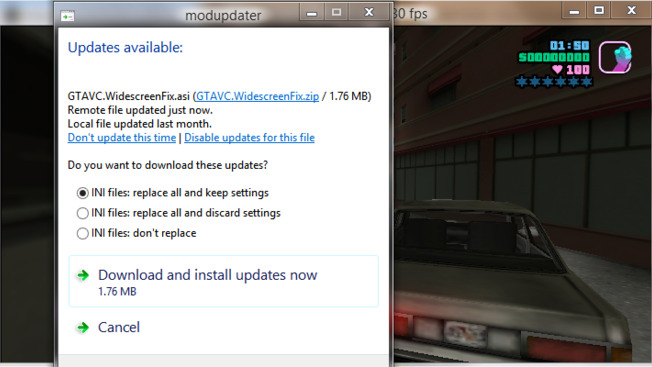 modupdater
30 fps
Updates available:
GTAVC.WidescreenFix.asi (GTAVC.WidescreenFix.zip / 1.76 MB)
Remote file updated just now.
Local file updated last month.
Don't update this time | Disable updates for this file
Do you want to download these updates?
INI files: replace all and keep settings
INI files: replace all and discard settings
INI files: don't replace
Download and install updates now
1.76 MB
Cancel
01:50
$00000000
100